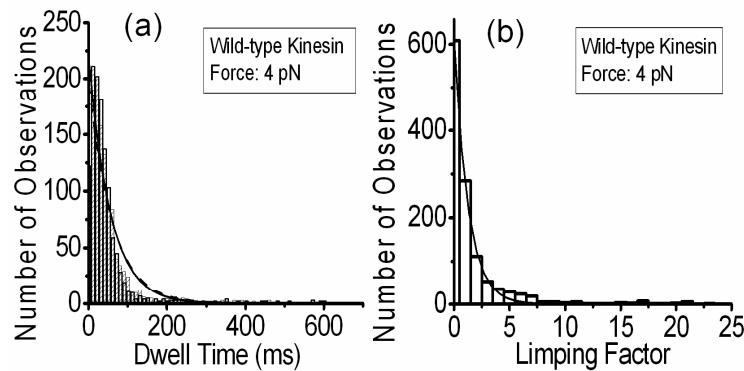 (a)
Wild-type Kinesin
Force: 4 pN
Number of Observations
250
200
150
100
50
0
0 200 400 600
Dwell Time (ms)
(b)
Wild-type Kinesin
Force: 4 pN
Number of Observations
600
400
200
0
0 5 10 15 20 25
Limping Factor